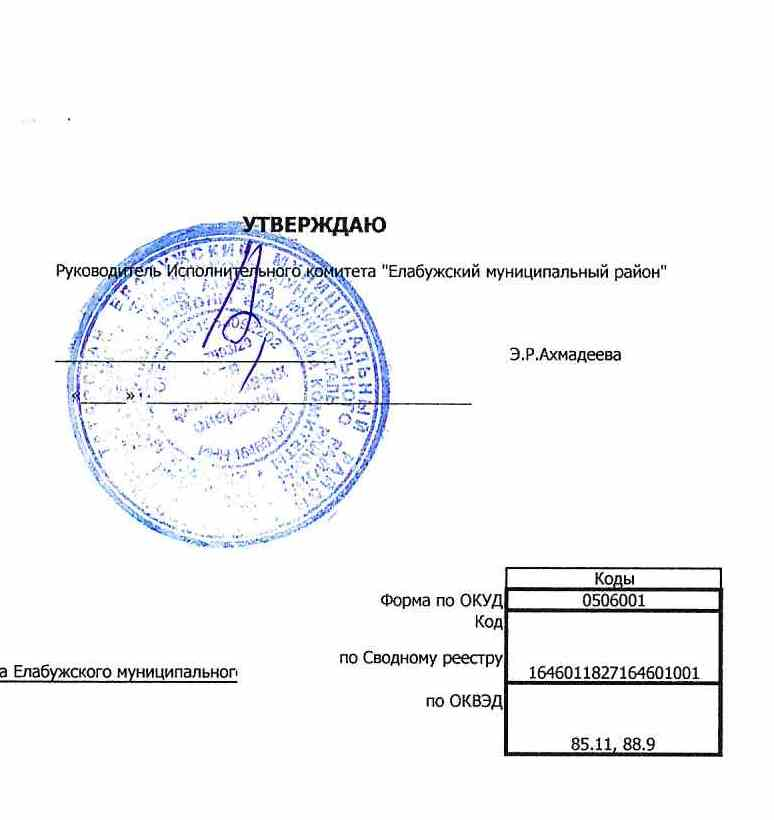 УТВЕРЖДАЮ
Руководитель Исполнительного комитета "Елабужский муниципальный район"
Э.Р.Ахмадеева
« »
Коды
Форма по ОКУД 0506001
Код
по Сводному реестру 1646011827164601001
а Елабужского муниципальног
по ОКВЭД
85.11, 88.9